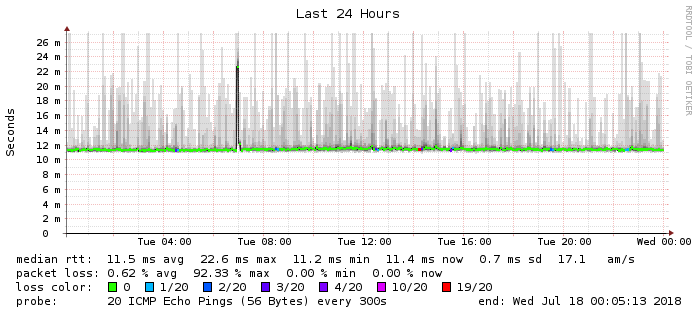 Last 24 Hours
RRDTOOL / TOBI OETIKER
Seconds
26 m
24 m
22 m
20 m
18 m
16 m
14 m
12 m
10 m
8 m
6 m
4 m
2 m
0
Tue 04:00 Tue 08:00 Tue 12:00 Tue 16:00 Tue 20:00 Wed 00:00
median rtt: 11.5 ms avg 22.6 ms max 11.2 ms min 11.4 ms now 0.7 ms sd 17.1 am/s
packet loss: 0.62 % avg 92.33 % max 0.00 % min 0.00 % now
loss color: 0 1/20 2/20 3/20 4/20 10/20 19/20
probe: 20 ICMP Echo Pings (56 Bytes) every 300s end: Wed Jul 18 00:05:13 2018